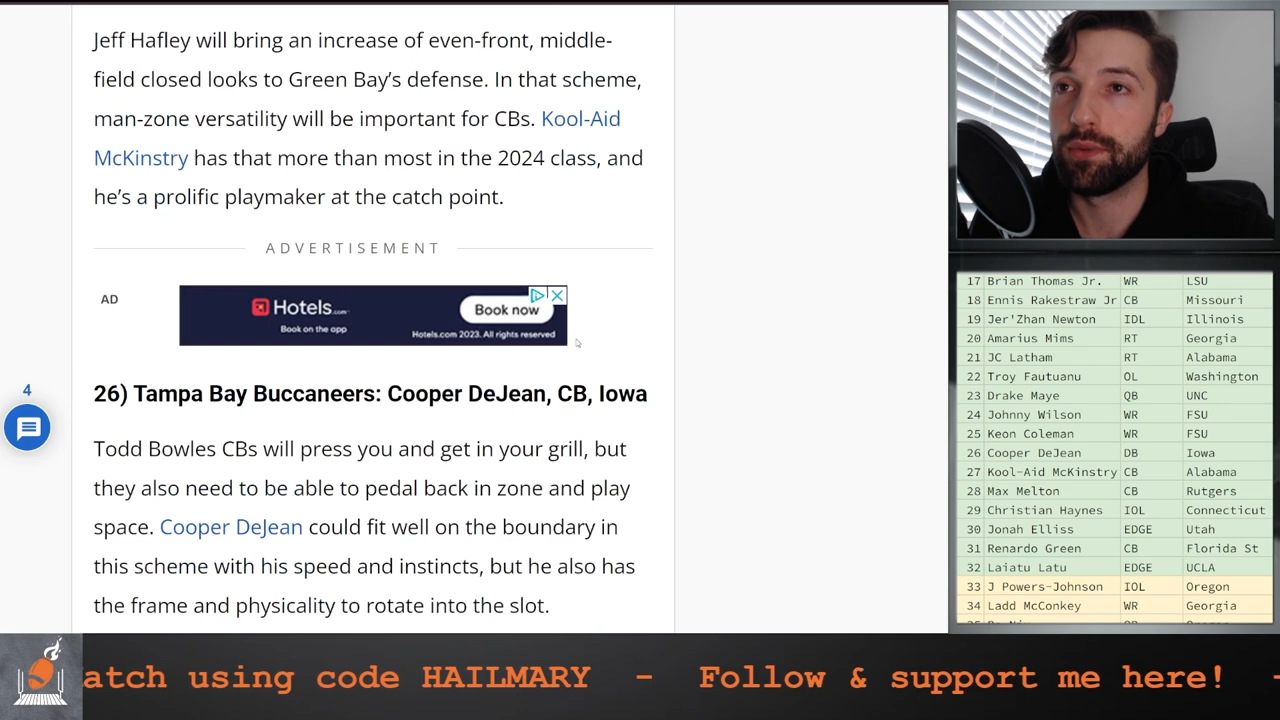 Jeff Hafley will bring an increase of even-front, middle-
field closed looks to Green Bay’s defense. In that scheme,
man-zone versatility will be important for CBs. Kool-Aid
McKinstry has that more than most in the 2024 class, and
he’s a prolific playmaker at the catch point.
ADVERTISEMENT
AD
Hotels.com
Book on the app
Book now
Hotels.com 2023. All rights reserved
26) Tampa Bay Buccaneers: Cooper DeJean, CB, Iowa
4
Todd Bowles CBs will press you and get in your grill, but
they also need to be able to pedal back in zone and play
space. Cooper DeJean could fit well on the boundary in
this scheme with his speed and instincts, but he also has
the frame and physicality to rotate into the slot.
17 Brian Thomas Jr. WR LSU
18 Ennis Rakestraw Jr CB Missouri
19 Jer'Zhan Newton IDL Illinois
20 Amarius Mims RT Georgia
21 JC Latham RT Alabama
22 Troy Fautuanu OL Washington
23 Drake Maye QB UNC
24 Johnny Wilson WR FSU
25 Keon Coleman WR FSU
26 Cooper DeJean DB Iowa
27 Kool-Aid McKinstry CB Alabama
28 Max Melton CB Rutgers
29 Christian Haynes IOL Connecticut
30 Jonah Elliss EDGE Utah
31 Renardo Green CB Florida St
32 Laiatu Latu EDGE UCLA
33 J Powers-Johnson IOL Oregon
34 Ladd McConkey WR Georgia
atch using code HAILMARY - Follow & support me here! -